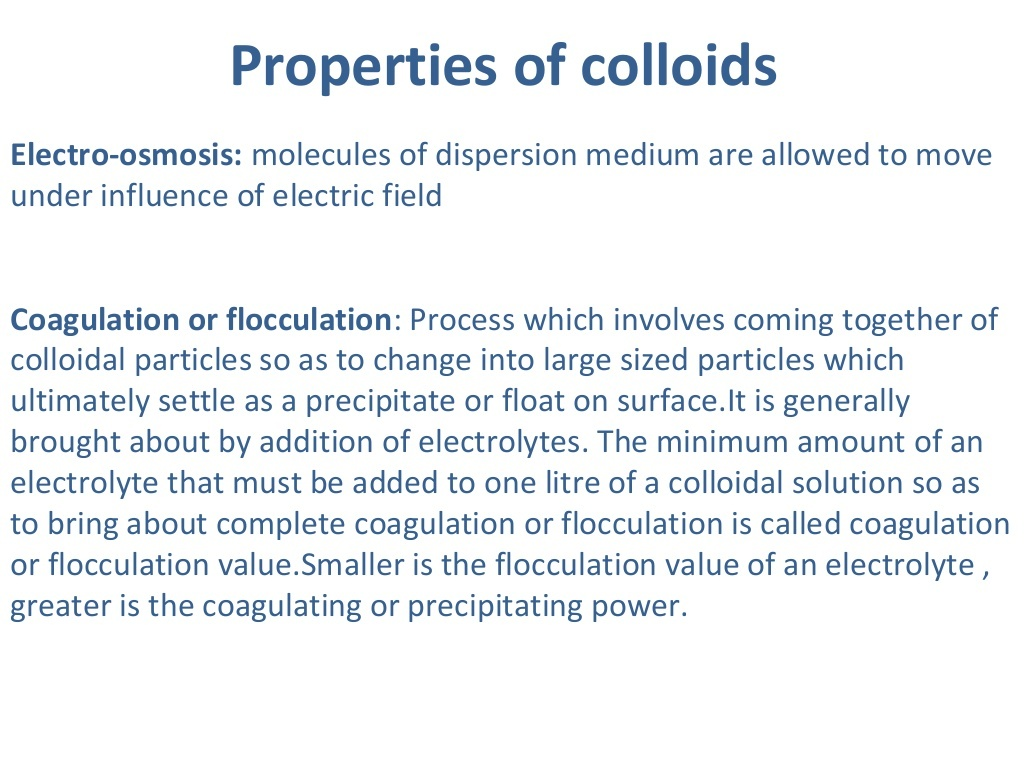 Properties of colloids
Electro-osmosis: molecules of dispersion medium are allowed to move
under influence of electric field
Coagulation or flocculation: Process which involves coming together of
colloidal particles so as to change into large sized particles which
ultimately settle as a precipitate or float on surface.It is generally
brought about by addition of electrolytes. The minimum amount of an
electrolyte that must be added to one litre of a colloidal solution so as
to bring about complete coagulation or flocculation is called coagulation
or flocculation value.Smaller is the flocculation value of an electrolyte ,
greater is the coagulating or precipitating power.